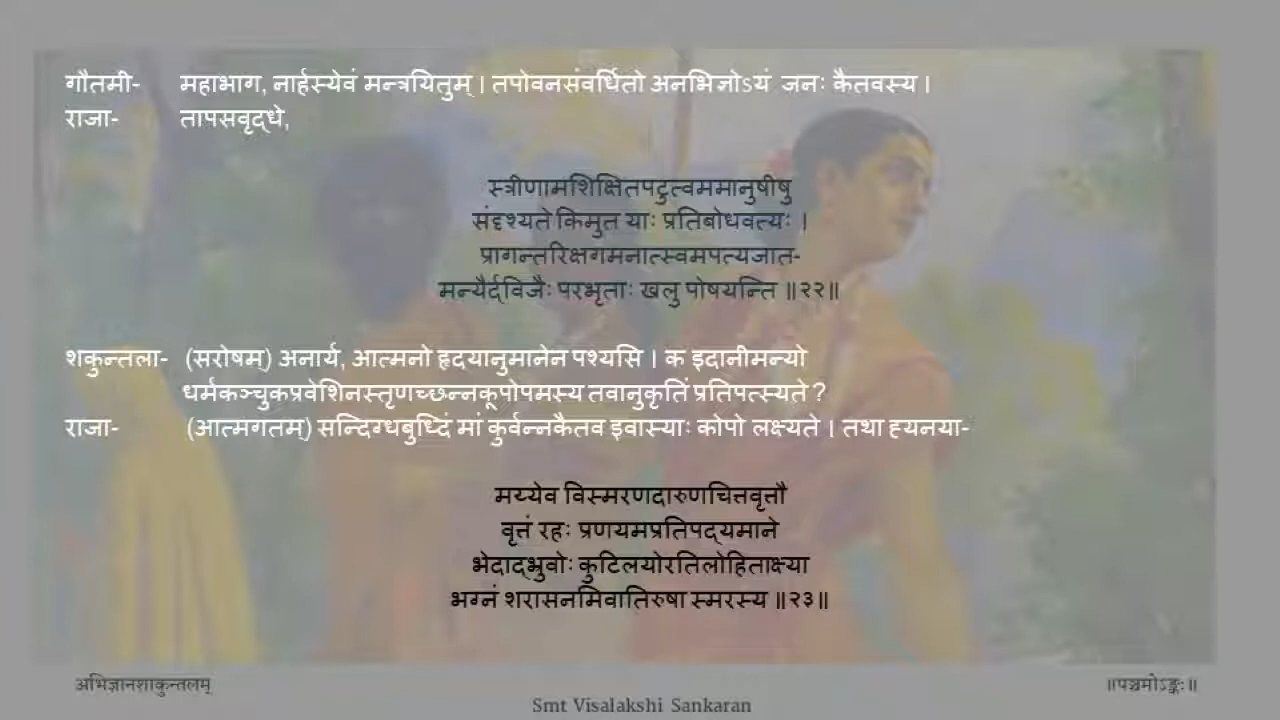 गौतमी- महाभाग, नार्हस्येवं मन्त्रयितुम् । तपोवनसंवर्धितो अनभिज्ञोऽयं जनः कैतवस्य ।
राजा- तापसवृद्धे,
स्त्रीणामशिक्षितपटुत्वममानुषीषु
संदृश्यते किमुत याः प्रतिबोधवत्यः ।
प्रागन्तरिक्षगमनात्स्वमपत्यजात-
मन्यैर्द्विजैः परभृताः खलु पोषयन्ति ॥२२॥
शकुन्तला- (सरोषम्) अनार्य, आत्मनो हृदयानुमानेन पश्यसि । क इदानीमन्यो
धर्मकञ्चुकप्रवेशिनस्तृणच्छन्नकूपोपमस्य तवानुकृतिं प्रतिपत्स्यते ?
राजा- (आत्मगतम्) सन्दिग्धबुध्दिं मां कुर्वन्नकैतव इवास्याः कोपो लक्ष्यते । तथा ह्यनया-
मय्येव विस्मरणदारुणचित्तवृत्तौ
वृत्तं रहः प्रणयमप्रतिपद्यमाने
भेदाद्भ्रुवोः कुटिलयोरतिलोहिताक्ष्या
भग्नं शरासनमिवातिरुषा स्मरस्य ॥२३॥
अभिज्ञानशाकुन्तलम् ॥पञ्चमोऽङ्कः॥
Smt Visalakshi Sankaran